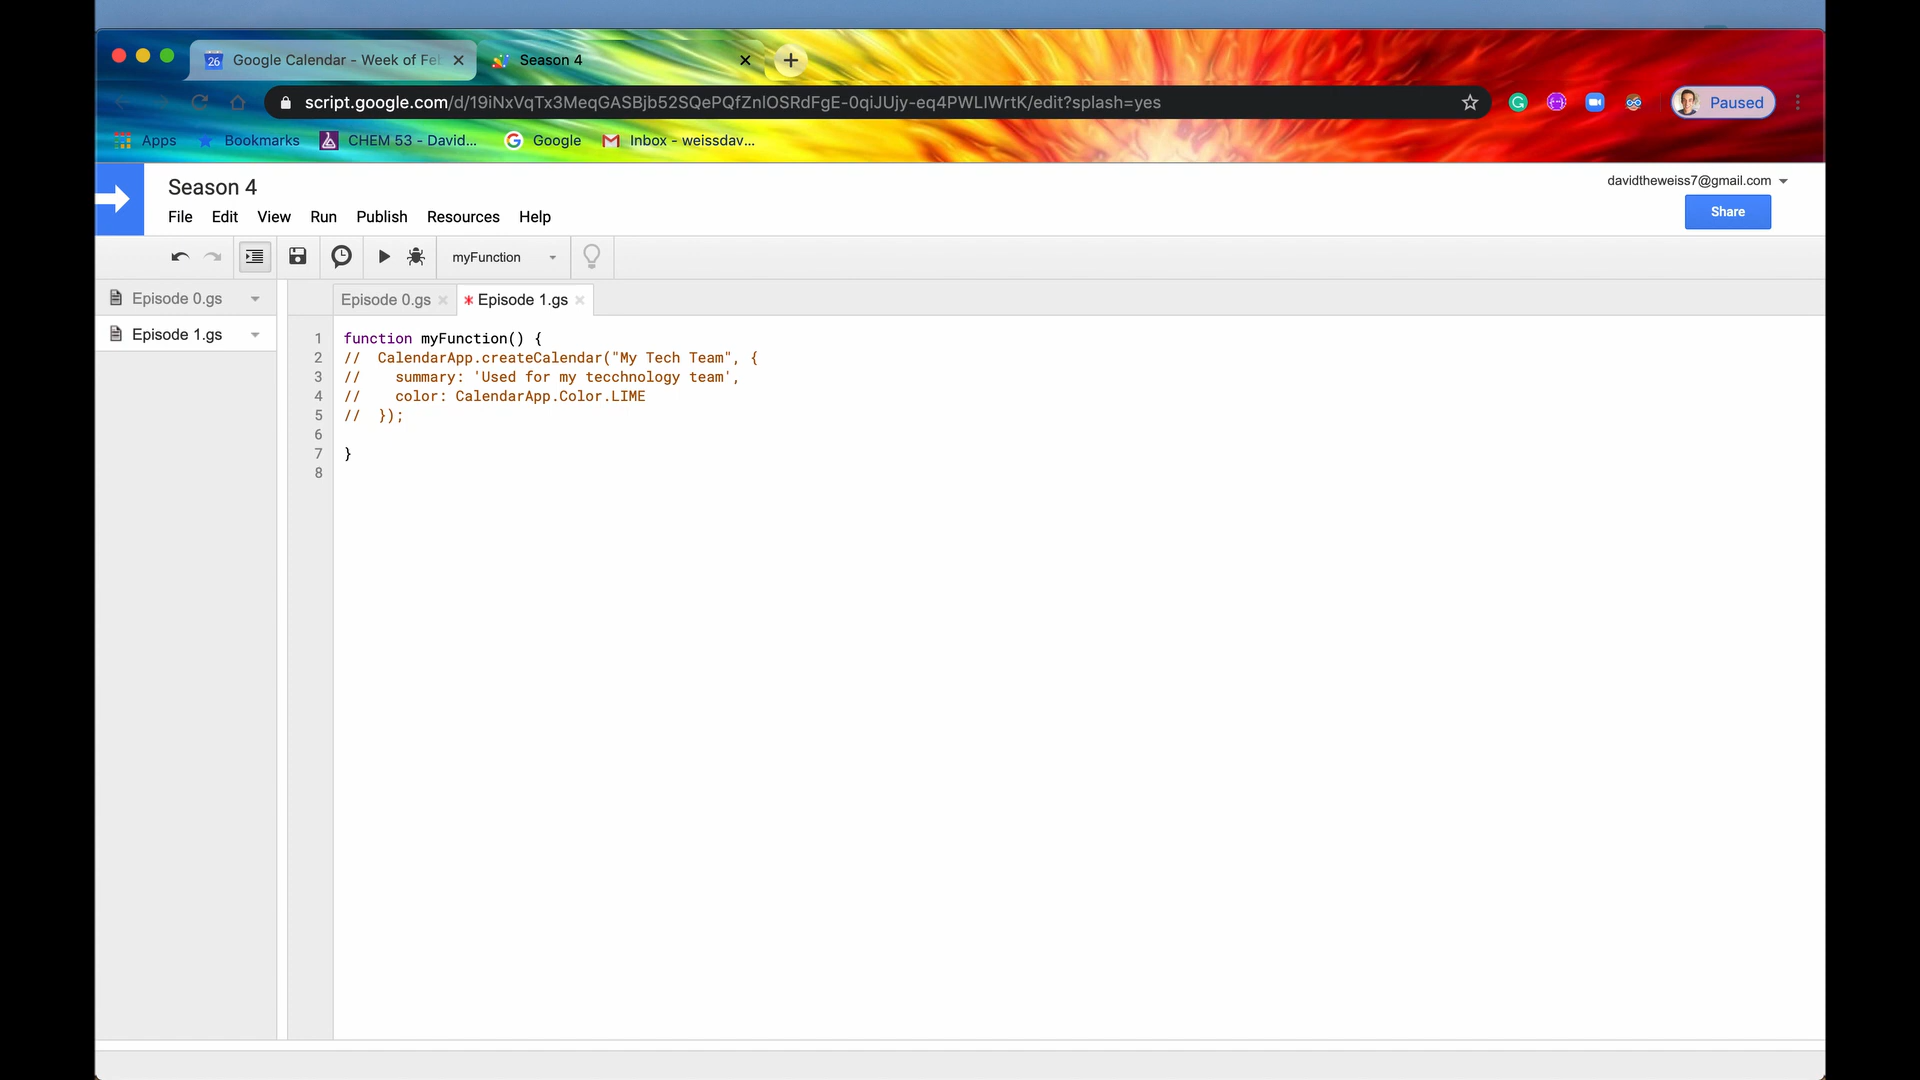 26 Google Calendar - Week of Fe
Season 4
script.google.com/d/19iNxVqTx3MeqGASBjb52SQePQfZnlOSRdFgE-0qiJUjy-eq4PWLIWrtK/edit?splash=yes
Paused
Apps Bookmarks CHEM 53 - David... Google Inbox - weissdav...
Season 4
davidtheweiss7@gmail.com
File Edit View Run Publish Resources Help
Share
myFunction
Episode 0.gs
Episode 1.gs
Episode 0.gs
* Episode 1.gs
1 function myFunction() {
2 //  CalendarApp.createCalendar("My Tech Team", {
3 //    summary: 'Used for my tecchnology team',
4 //    color: CalendarApp.Color.LIME
5 //  });
6
7 }
8